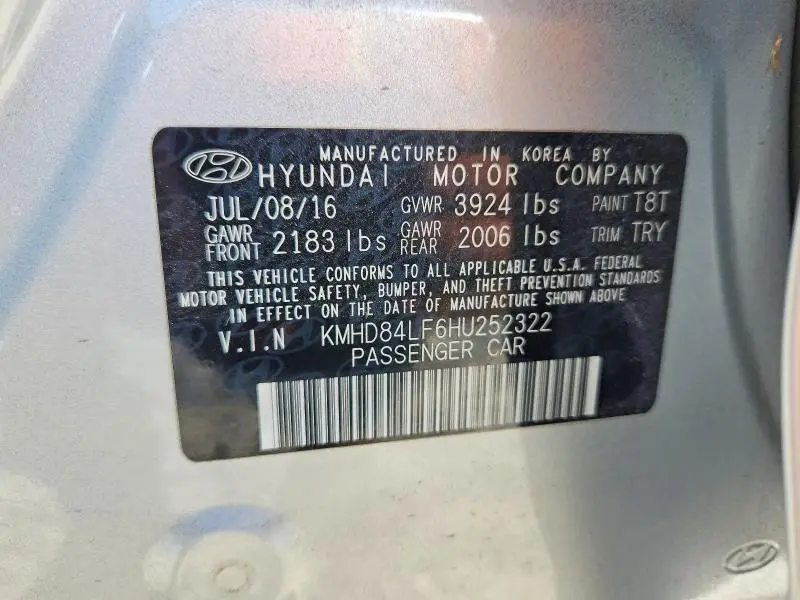 MANUFACTURED IN KOREA BY
HYUNDAI MOTOR COMPANY
JUL/08/16 GVWR 3924 lbs PAINT T8T
GAWR FRONT 2183 lbs GAWR REAR 2006 lbs TRIM TRY
THIS VEHICLE CONFORMS TO ALL APPLICABLE U.S.A. FEDERAL
MOTOR VEHICLE SAFETY, BUMPER, AND THEFT PREVENTION STANDARDS
IN EFFECT ON THE DATE OF MANUFACTURE SHOWN ABOVE.
V.I.N KMHD84LF6HU252322
PASSENGER CAR